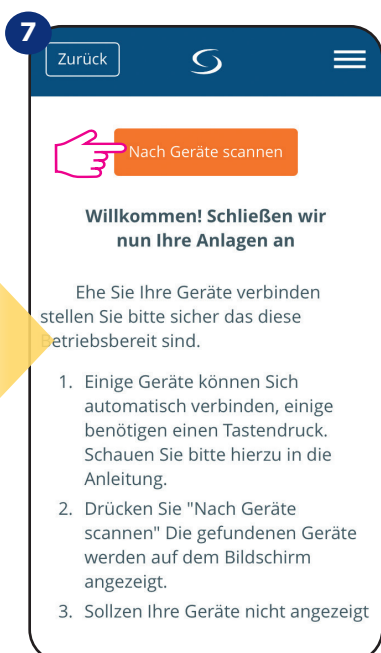 7
Zurück
Nach Geräte scannen
Willkommen! Schließen wir
nun Ihre Anlagen an
Ehe Sie Ihre Geräte verbinden
stellen Sie bitte sicher das diese
Betriebsbereit sind.
1. Einige Geräte können Sich
automatisch verbinden, einige
benötigen einen Tastendruck.
Schauen Sie bitte hierzu in die
Anleitung.
2. Drücken Sie "Nach Geräte
scannen" Die gefundenen Geräte
werden auf dem Bildschirm
angezeigt.
3. Sollzen Ihre Geräte nicht angezeigt